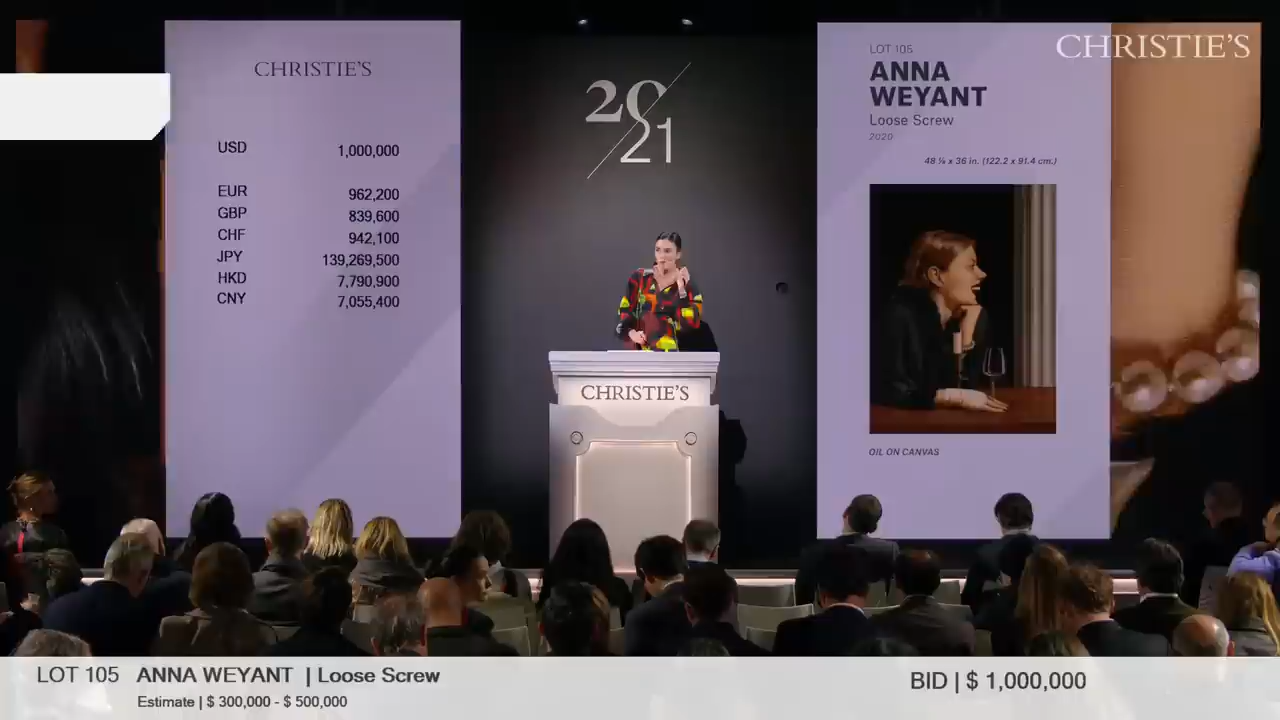 CHRISTIE'S
USD 1,000,000
EUR 962,200
GBP 839,600
CHF 942,100
JPY 139,269,500
HKD 7,790,900
CNY 7,055,400
20
21
CHRISTIE'S
LOT 105
ANNA
WEYANT
Loose Screw
2020
48 ⅛ x 36 in. (122.2 x 91.4 cm.)
OIL ON CANVAS
CHRISTIE'S
LOT 105 ANNA WEYANT | Loose Screw
Estimate | $ 300,000 - $ 500,000
BID | $ 1,000,000